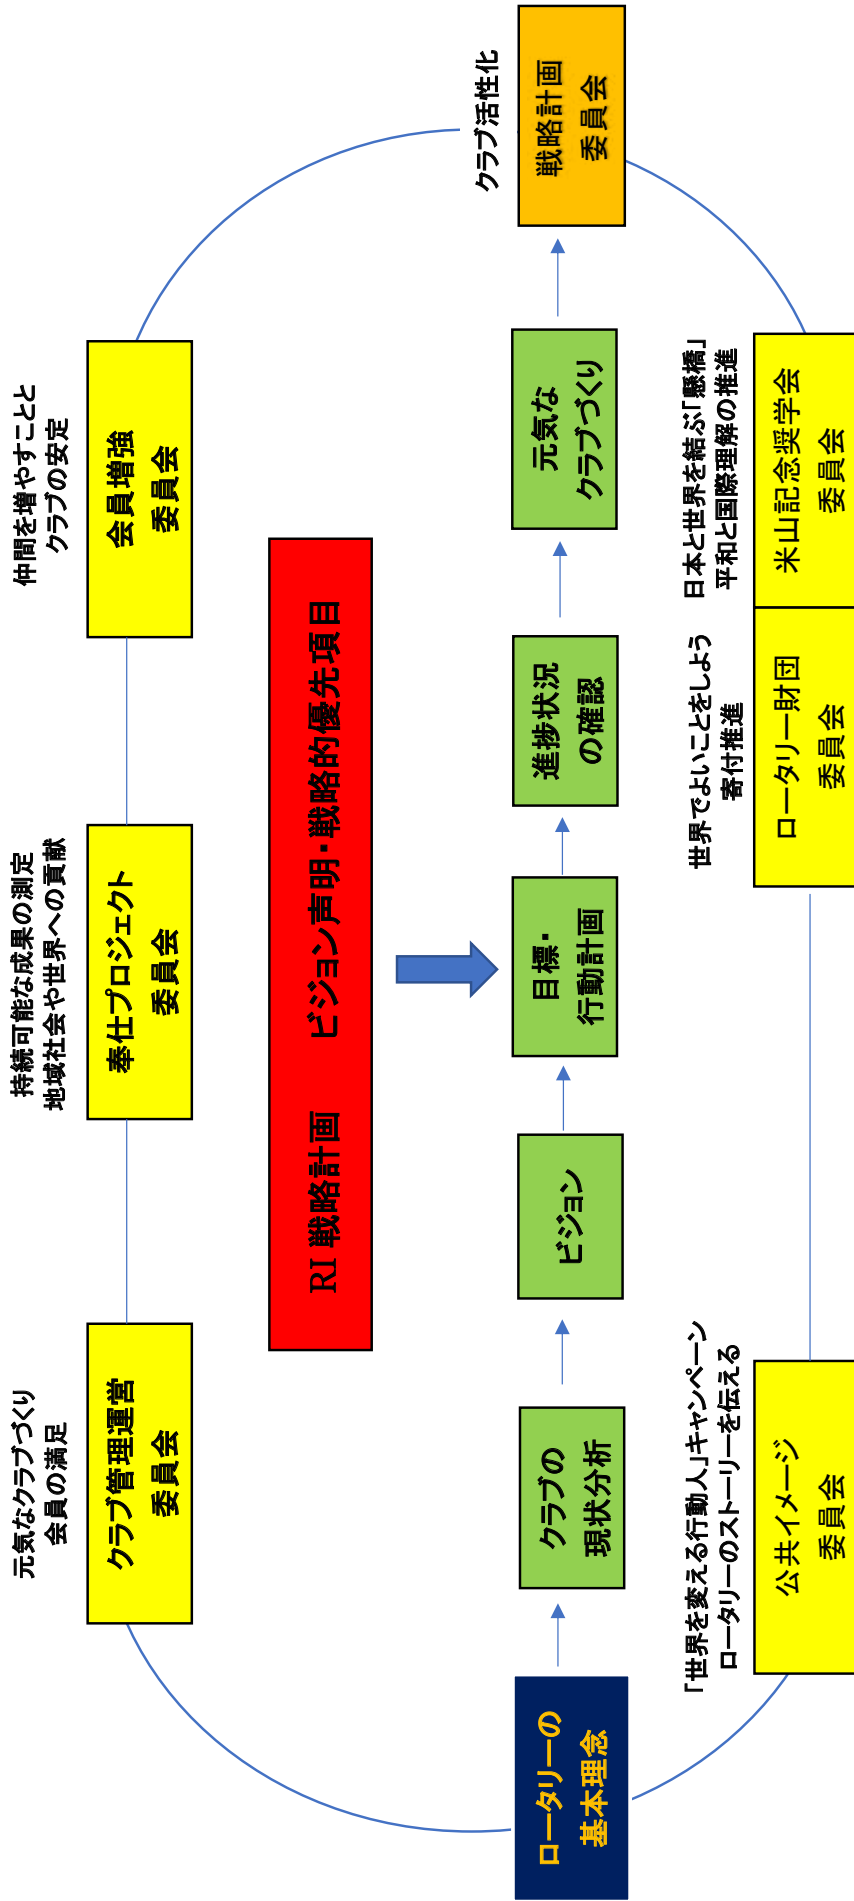 元気なクラブづくり
会員の満足
クラブ管理運営
委員会
持続可能な成果の測定
地域社会や世界への貢献
奉仕プロジェクト
委員会
仲間を増やすことと
クラブの安定
会員増強
委員会
RI 戦略計画　　ビジョン声明・戦略的優先項目
ロータリーの
基本理念
クラブの
現状分析
ビジョン
目標・
行動計画
進捗状況
の確認
元気な
クラブづくり
クラブ活性化
戦略計画
委員会
「世界を変える行動人」キャンペーン
ロータリーのストーリーを伝える
公共イメージ
委員会
世界でよいことをしよう
寄付推進
ロータリー財団
委員会
日本と世界を結ぶ「懸橋」
平和と国際理解の推進
米山記念奨学会
委員会